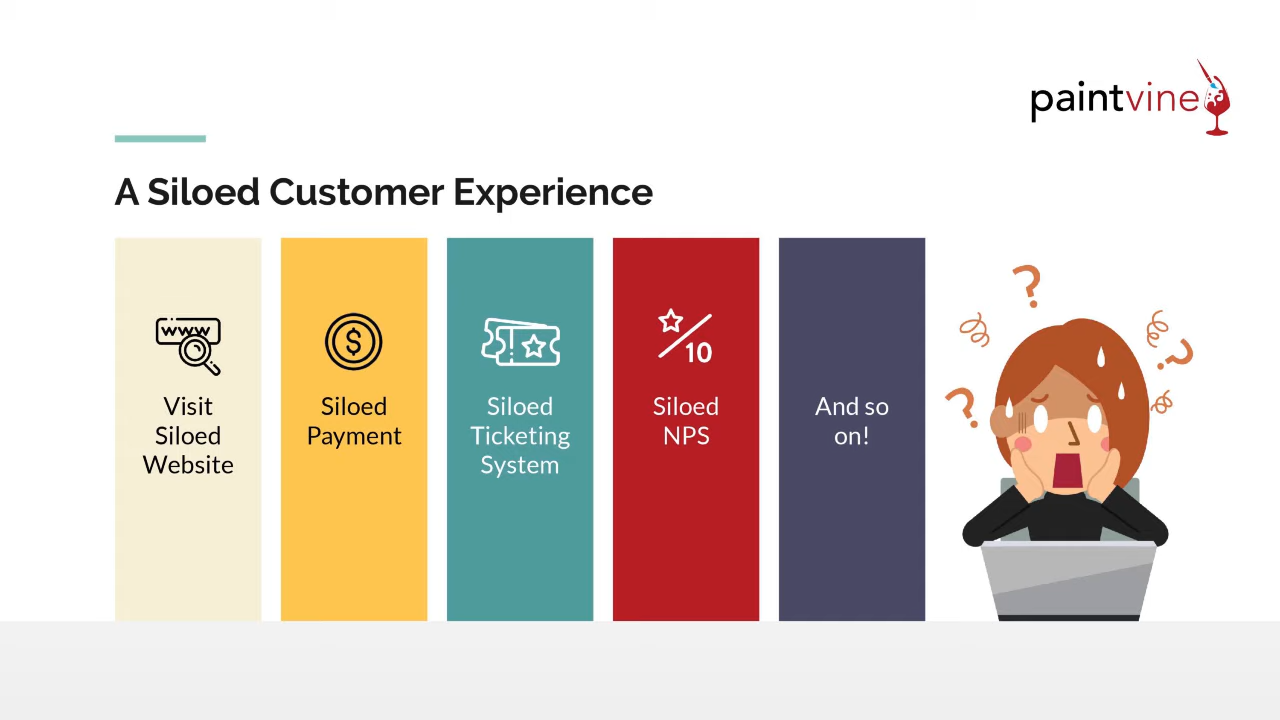 paintvine
A Siloed Customer Experience
www
Visit
Siloed
Website
$
Siloed
Payment
Siloed
Ticketing
System
10
Siloed
NPS
And so
on!
?
?
?